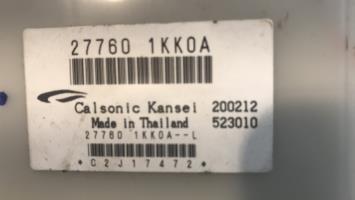 27760 1KK0A
Calsonic Kansei 200212
Made in Thailand 523010
27760 1KK0A--L
*C2J17472*